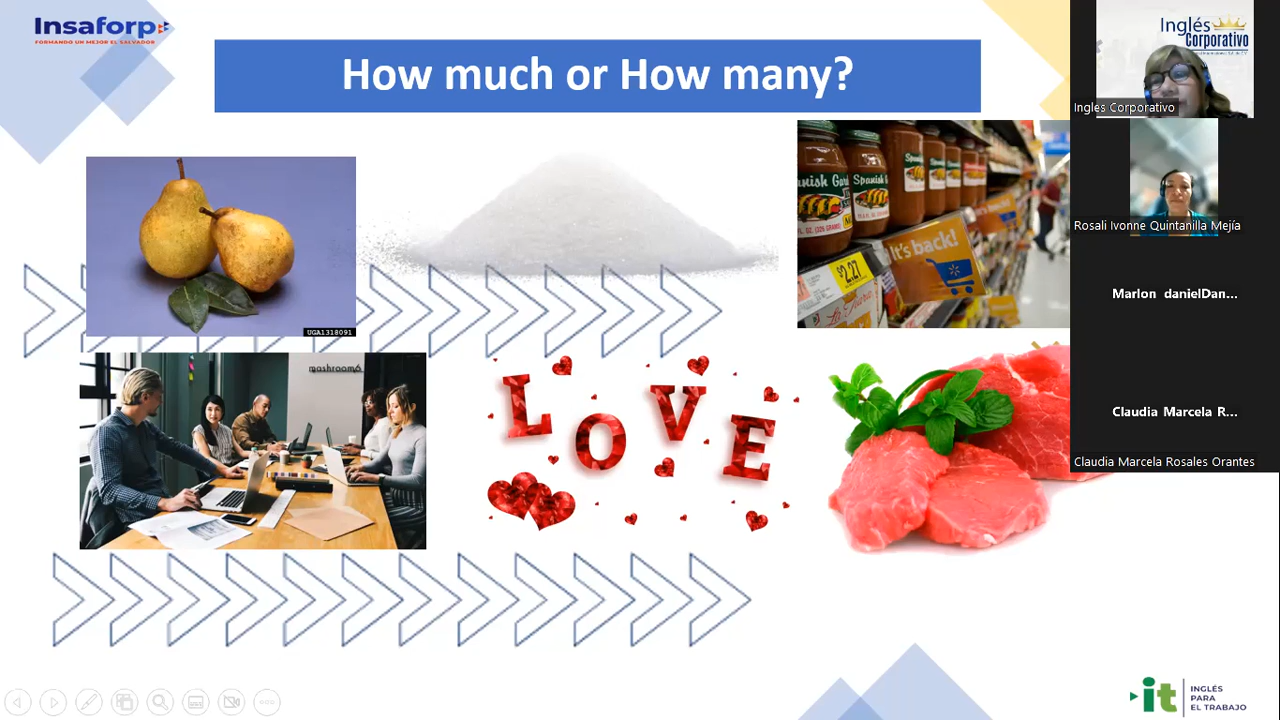 Insaforp
FORMANDO UN MEJOR EL SALVADOR
How much or How many?
Inglés
Corporativo
Ingles Corporativo
Rosali Ivonne Quintanilla Mejía
Marlon danielDan...
Claudia Marcela R...
Claudia Marcela Rosales Orantes
UGA1318091
Spanish
It's back!
$2.27
mashroom6
LOVE
it
INGLÉS
PARA
EL TRABAJO